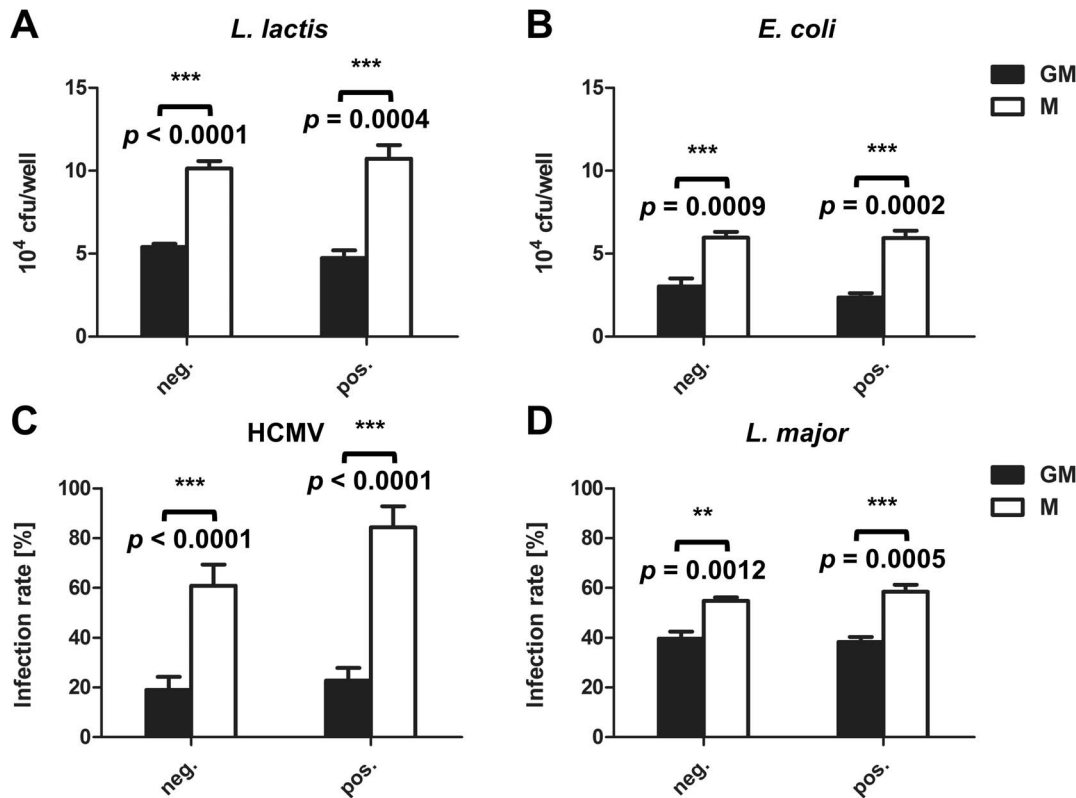 A
L. lactis
***
***
p < 0.0001
p = 0.0004
15
10
5
0
10⁴ cfu/well
neg.
pos.
B
E. coli
GM
M
***
***
p = 0.0009
p = 0.0002
15
10
5
0
10⁴ cfu/well
neg.
pos.
C
HCMV
***
***
p < 0.0001
p < 0.0001
100
80
60
40
20
0
Infection rate [%]
neg.
pos.
D
L. major
GM
M
**
***
p = 0.0012
p = 0.0005
100
80
60
40
20
0
Infection rate [%]
neg.
pos.